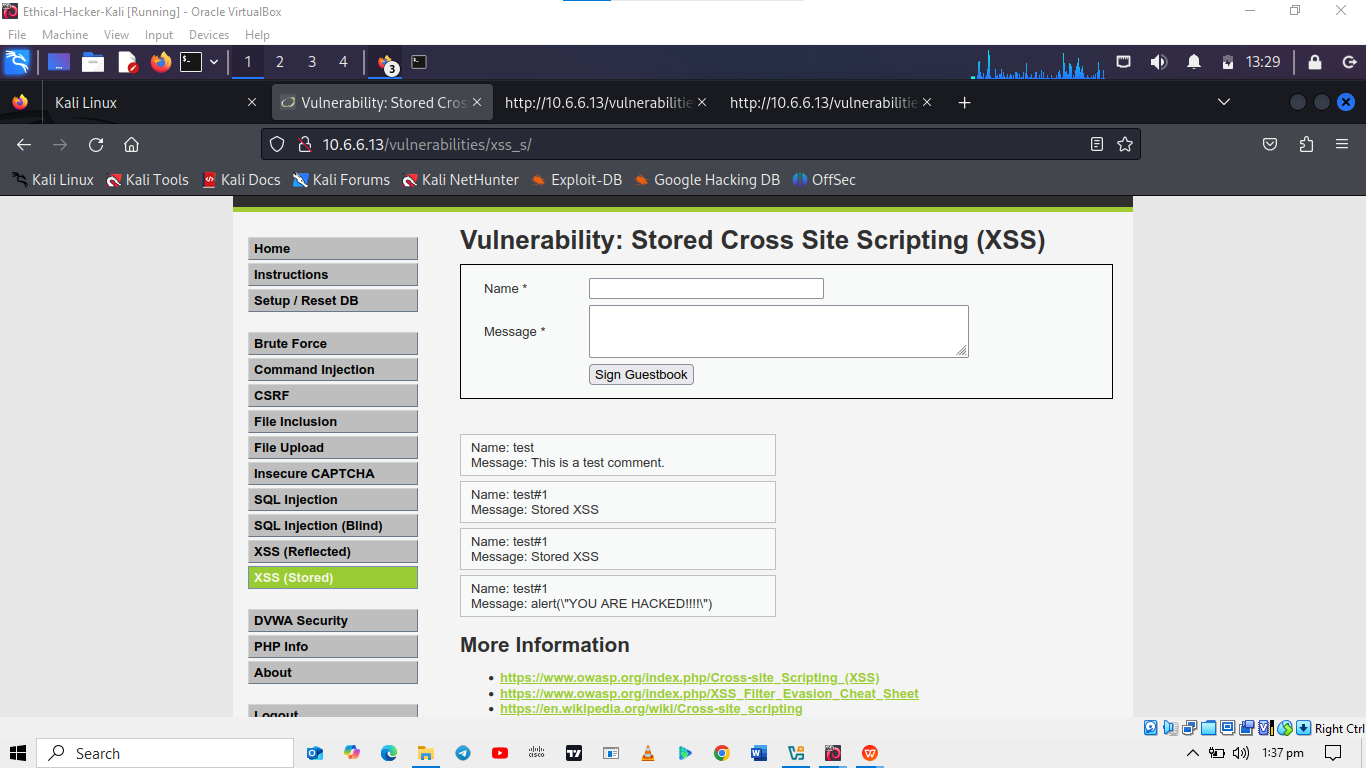 Ethical-Hacker-Kali [Running] - Oracle VirtualBox
File Machine View Input Devices Help
1 2 3 4 3 13:29
Kali Linux Vulnerability: Stored Cros http://10.6.6.13/vulnerabilitie http://10.6.6.13/vulnerabilitie
10.6.6.13/vulnerabilities/xss_s/
Kali Linux Kali Tools Kali Docs Kali Forums Kali NetHunter Exploit-DB Google Hacking DB OffSec
Home
Instructions
Setup / Reset DB
Brute Force
Command Injection
CSRF
File Inclusion
File Upload
Insecure CAPTCHA
SQL Injection
SQL Injection (Blind)
XSS (Reflected)
XSS (Stored)
DVWA Security
PHP Info
About
Logout
Vulnerability: Stored Cross Site Scripting (XSS)
Name *
Message *
Sign Guestbook
Name: test
Message: This is a test comment.
Name: test#1
Message: Stored XSS
Name: test#1
Message: Stored XSS
Name: test#1
Message: alert(\"YOU ARE HACKED!!!!\")
More Information
https://www.owasp.org/index.php/Cross-site_Scripting_(XSS)
https://www.owasp.org/index.php/XSS_Filter_Evasion_Cheat_Sheet
https://en.wikipedia.org/wiki/Cross-site_scripting
Right Ctrl
Search
1:37 pm